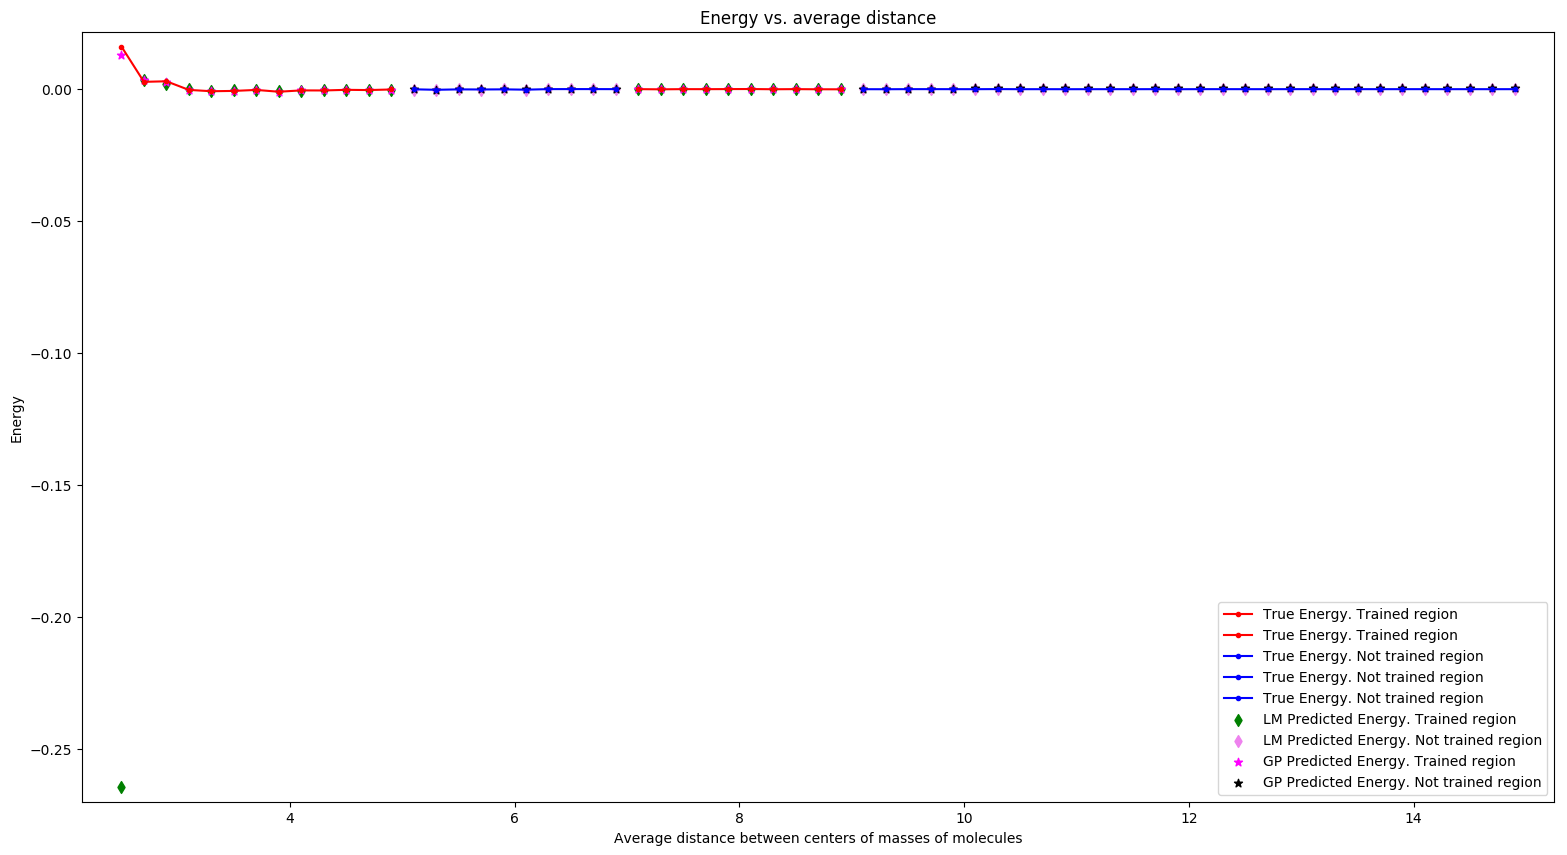 Energy vs. average distance
0.00
−0.05
−0.10
−0.15
−0.20
−0.25
Energy
4
6
8
10
12
14
Average distance between centers of masses of molecules
True Energy. Trained region
True Energy. Trained region
True Energy. Not trained region
True Energy. Not trained region
True Energy. Not trained region
LM Predicted Energy. Trained region
LM Predicted Energy. Not trained region
GP Predicted Energy. Trained region
GP Predicted Energy. Not trained region